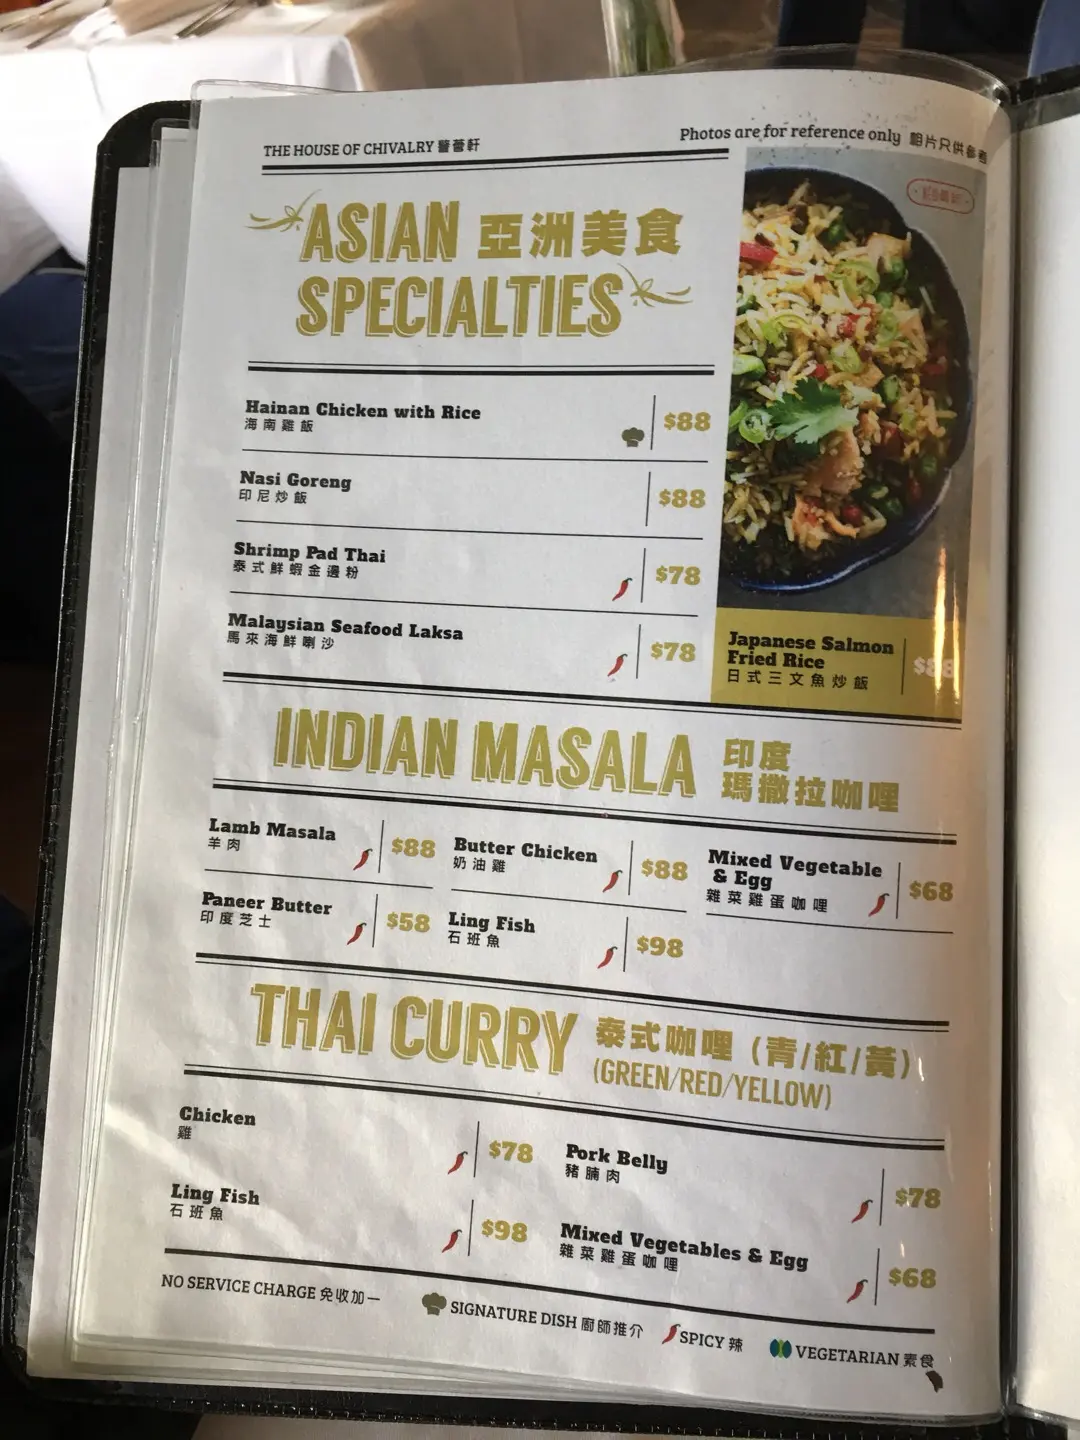 THE HOUSE OF CHIVALRY
Photos are for reference only 相片只供參考
ASIAN 亞洲美食
SPECIALTIES
Hainan Chicken with Rice
海南雞飯
$88
Nasi Goreng
印尼炒飯
$88
Shrimp Pad Thai
泰式鮮蝦金邊粉
$78
Malaysian Seafood Laksa
馬來海鮮喇沙
$78
Japanese Salmon
Fried Rice
日式三文魚炒飯
$88
INDIAN MASALA 印度
瑪撒拉咖哩
Lamb Masala
羊肉
$88
Butter Chicken
奶油雞
$88
Mixed Vegetable
& Egg
雜菜雞蛋咖哩
$68
Paneer Butter
印度芝士
$58
Ling Fish
石班魚
$98
THAI CURRY 泰式咖哩 (青/紅/黃)
(GREEN/RED/YELLOW)
Chicken
雞
$78
Pork Belly
豬腩肉
$78
Ling Fish
石班魚
$98
Mixed Vegetables & Egg
雜菜雞蛋咖哩
$68
NO SERVICE CHARGE 免收加一
SIGNATURE DISH 廚師推介
SPICY 辣
VEGETARIAN 素食